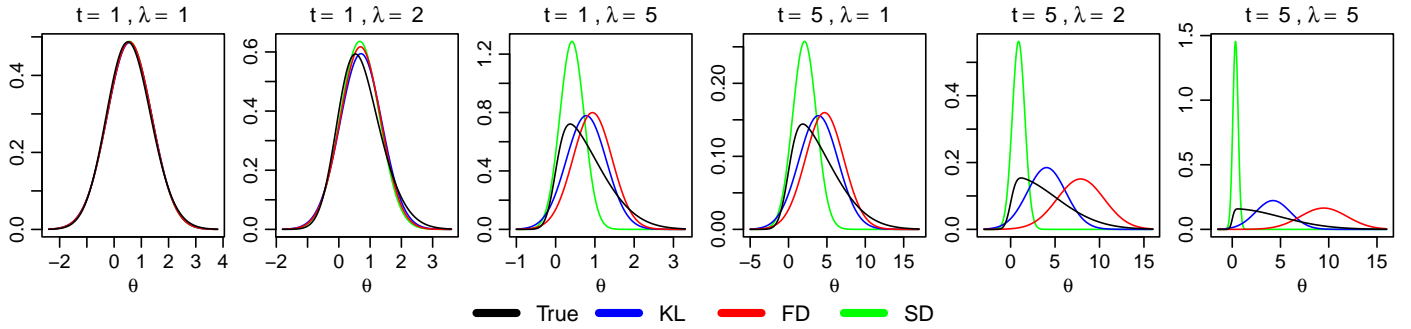 t = 1 , λ = 1
t = 1 , λ = 2
t = 1 , λ = 5
t = 5 , λ = 1
t = 5 , λ = 2
t = 5 , λ = 5
0.0 0.2 0.4
−2 0 1 2 3 4
θ
0.0 0.2 0.4 0.6
−2 0 1 2 3
θ
0.0 0.4 0.8 1.2
−1 0 1 2 3
θ
0.00 0.10 0.20
−5 0 5 10 15
θ
0.0 0.2 0.4
0 5 10 15
θ
0.0 0.5 1.0 1.5
0 5 10 15
θ
True KL FD SD